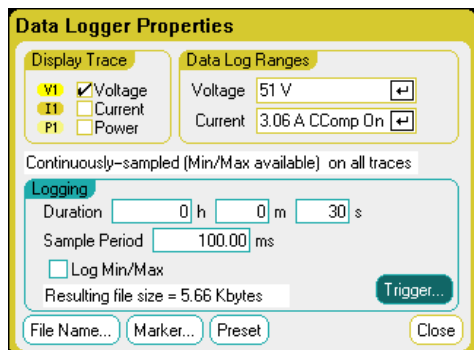 Data Logger Properties
Display Trace
V1 Voltage
I1 Current
P1 Power
Data Log Ranges
Voltage 51 V
Current 3.06 A CComp On
Continuously-sampled (Min/Max available) on all traces
Logging
Duration 0 h 0 m 30 s
Sample Period 100.00 ms
Log Min/Max
Resulting file size = 5.66 Kbytes
Trigger...
File Name... Marker... Preset Close